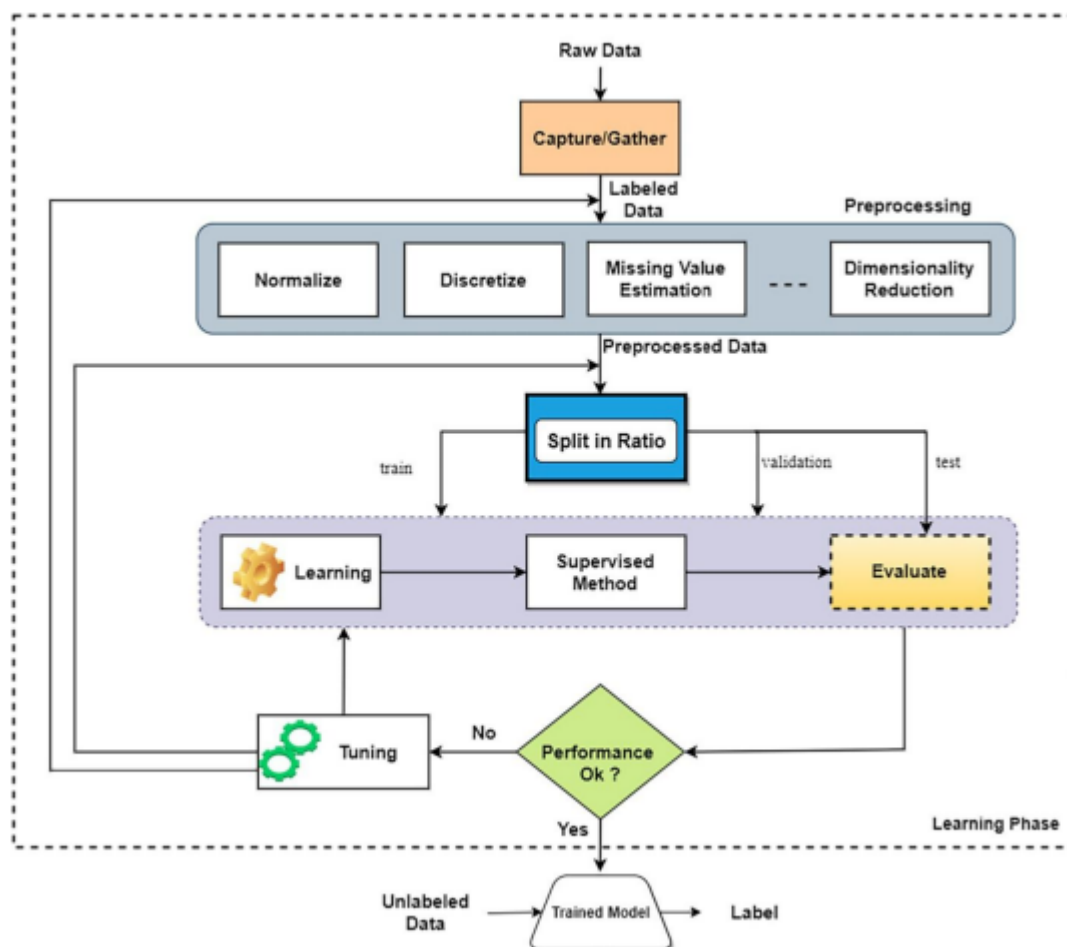 Raw Data
Capture/Gather
Labeled
Data
Preprocessing
Normalize
Discretize
Missing Value
Estimation
- - -
Dimensionality
Reduction
Preprocessed Data
Split in Ratio
train
validation
test
Learning
Supervised
Method
Evaluate
Tuning
No
Performance
Ok ?
Yes
Learning Phase
Unlabeled
Data
Trained Model
Label